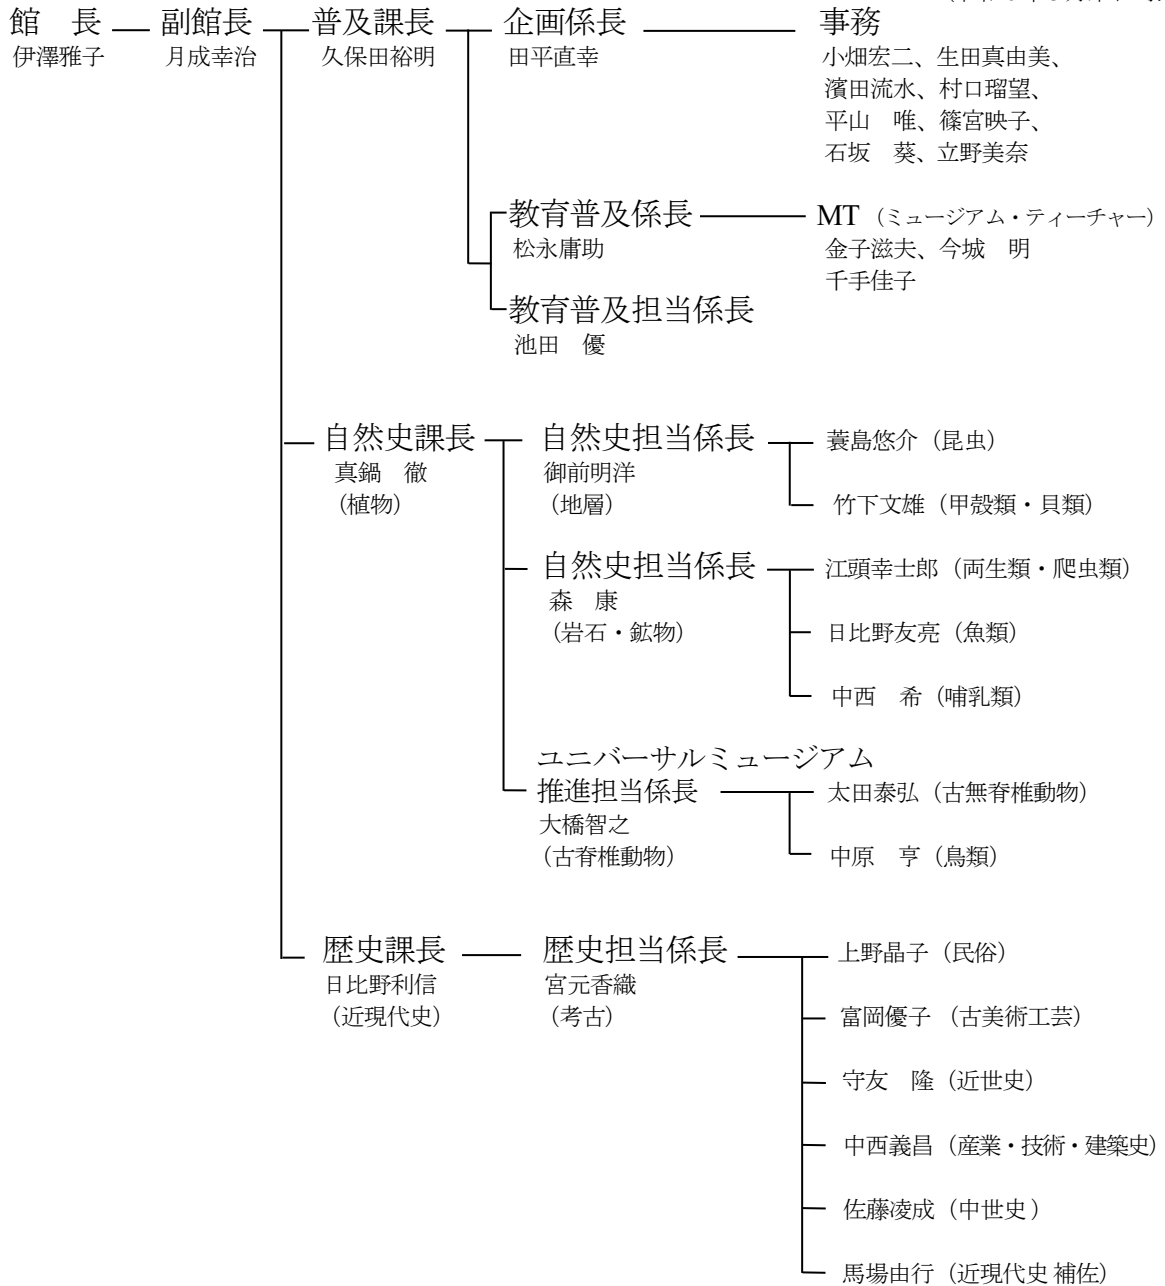 館　長
伊澤雅子
副館長
月成幸治
普及課長
久保田裕明
企画係長
田平直幸
事務
小畑宏二、生田真由美、
濱田流水、村口瑠望、
平山　唯、篠宮映子、
石坂　葵、立野美奈
教育普及係長
松永庸助
MT（ミュージアム・ティーチャー）
金子滋夫、今城　明
千手佳子
教育普及担当係長
池田　優
自然史課長
真鍋　徹
（植物）
自然史担当係長
御前明洋
（地層）
蓑島悠介（昆虫）
竹下文雄（甲殻類・貝類）
自然史担当係長
森　康
（岩石・鉱物）
江頭幸士郎（両生類・爬虫類）
日比野友亮（魚類）
中西　希（哺乳類）
ユニバーサルミュージアム
推進担当係長
大橋智之
（古脊椎動物）
太田泰弘（古無脊椎動物）
中原　亨（鳥類）
歴史課長
日比野利信
（近現代史）
歴史担当係長
宮元香織
（考古）
上野晶子（民俗）
富岡優子（古美術工芸）
守友　隆（近世史）
中西義昌（産業・技術・建築史）
佐藤凌成（中世史）
馬場由行（近現代史 補佐）